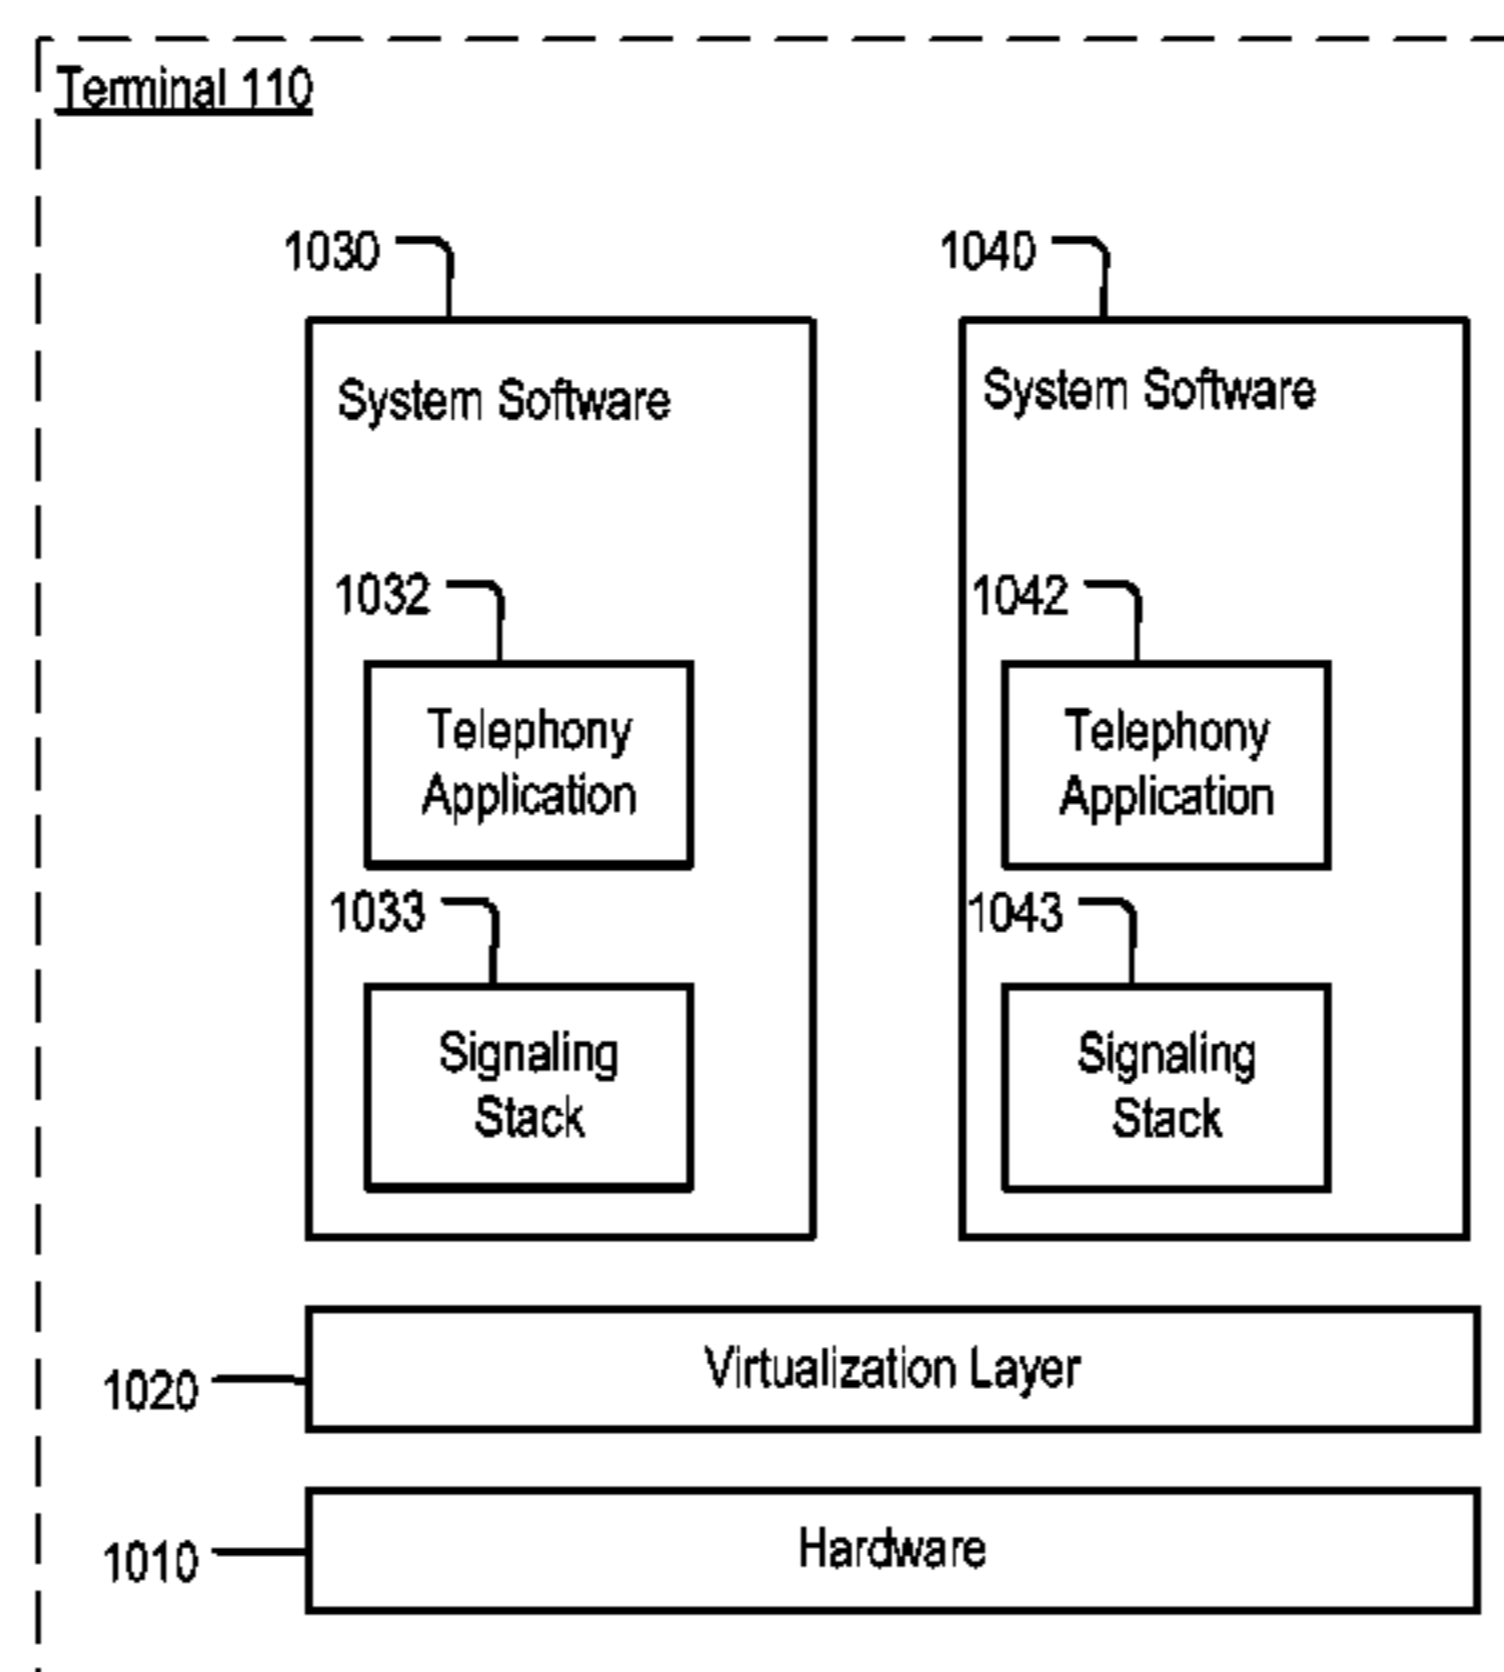 Terminal 110
1030
1040
System Software
System Software
1032
1042
Telephony
Application
Telephony
Application
1033
1043
Signaling
Stack
Signaling
Stack
1020
Virtualization Layer
1010
Hardware